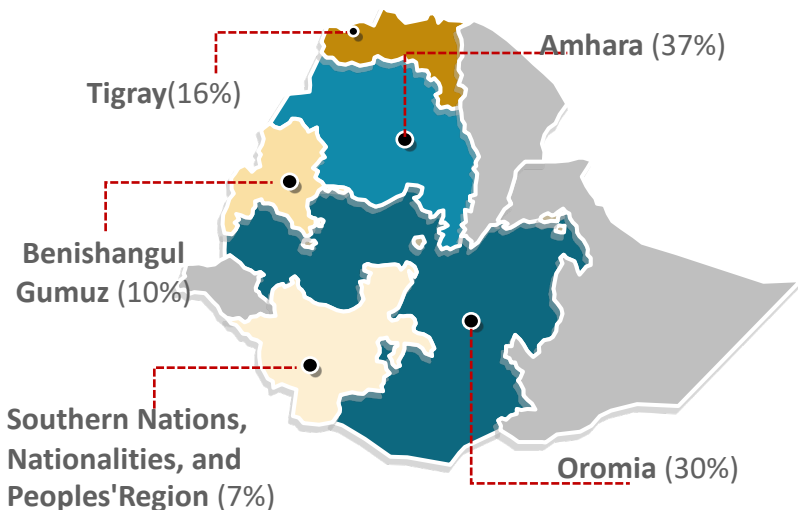 Amhara (37%)
Tigray(16%)
Benishangul
Gumuz (10%)
Southern Nations,
Nationalities, and
Peoples'Region (7%)
Oromia (30%)